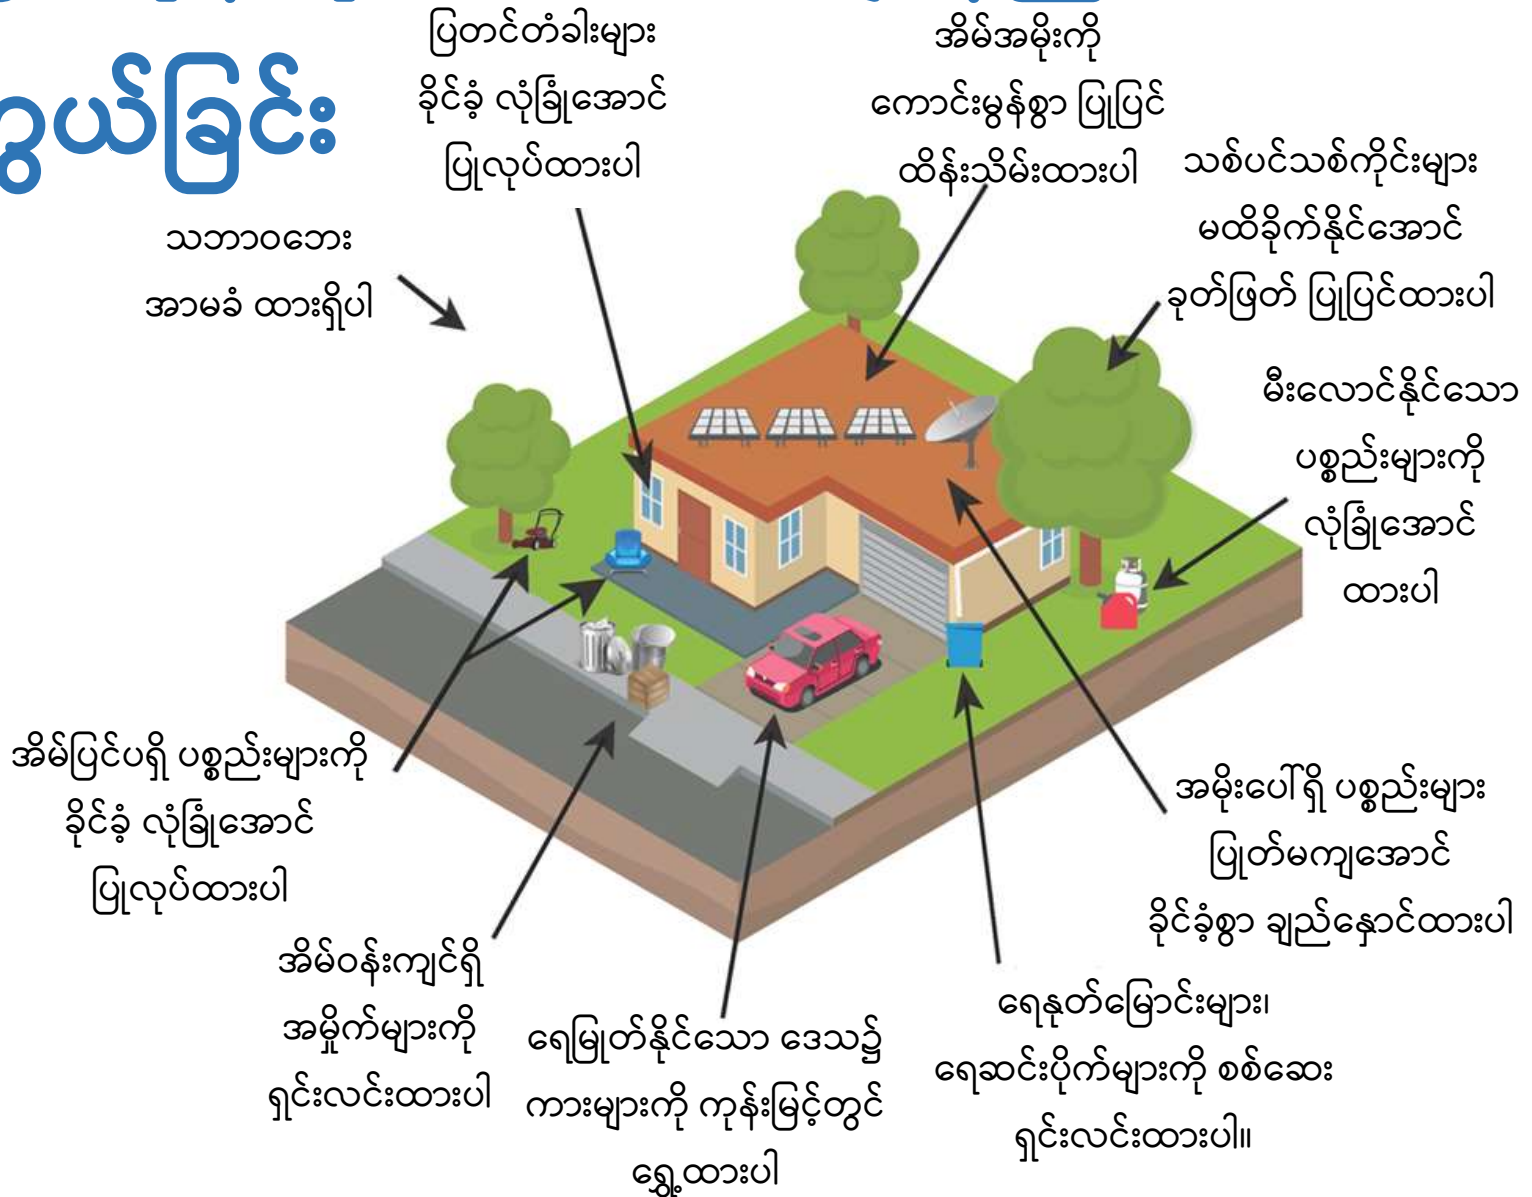 ပြတင်တံခါးများ
ခိုင်ခံ့ လုံခြုံအောင်
ပြုလုပ်ထားပါ
အိမ်အမိုးကို
ကောင်းမွန်စွာ ပြုပြင်
ထိန်းသိမ်းထားပါ
သစ်ပင်သစ်ကိုင်းများ
မထိခိုက်နိုင်အောင်
ခုတ်ဖြတ် ပြုပြင်ထားပါ
သဘာဝဘေး
အာမခံ ထားရှိပါ
မီးလောင်နိုင်သော
ပစ္စည်းများကို
လုံခြုံအောင်
ထားပါ
အိမ်ပြင်ပရှိ ပစ္စည်းများကို
ခိုင်ခံ့ လုံခြုံအောင်
ပြုလုပ်ထားပါ
အမိုးပေါ်ရှိ ပစ္စည်းများ
ပြုတ်မကျအောင်
ခိုင်ခံ့စွာ ချည်နှောင်ထားပါ
အိမ်ဝန်းကျင်ရှိ
အမှိုက်များကို
ရှင်းလင်းထားပါ
ရေမြုတ်နိုင်သော ဒေသ၌
ကားများကို ကုန်းမြင့်တွင်
ရွှေ့ထားပါ
ရေနုတ်မြောင်းများ၊
ရေဆင်းပိုက်များကို စစ်ဆေး
ရှင်းလင်းထားပါ။